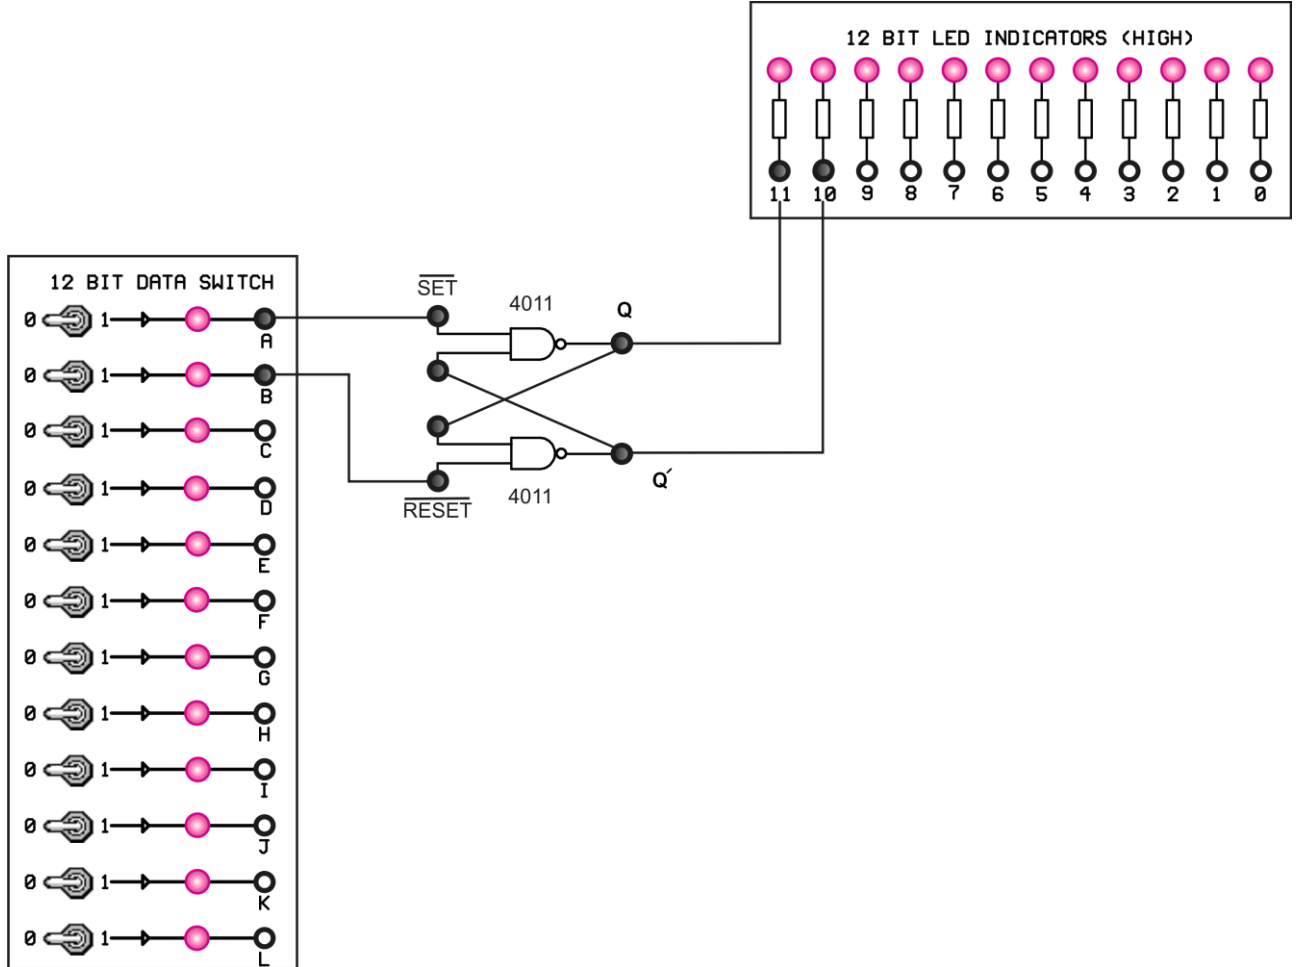 12 BIT LED INDICATORS (HIGH)
11 10 9 8 7 6 5 4 3 2 1 0
12 BIT DATA SWITCH
0 1 A
0 1 B
0 1 C
0 1 D
0 1 E
0 1 F
0 1 G
0 1 H
0 1 I
0 1 J
0 1 K
0 1 L
SET
4011
Q
Q′
RESET
4011